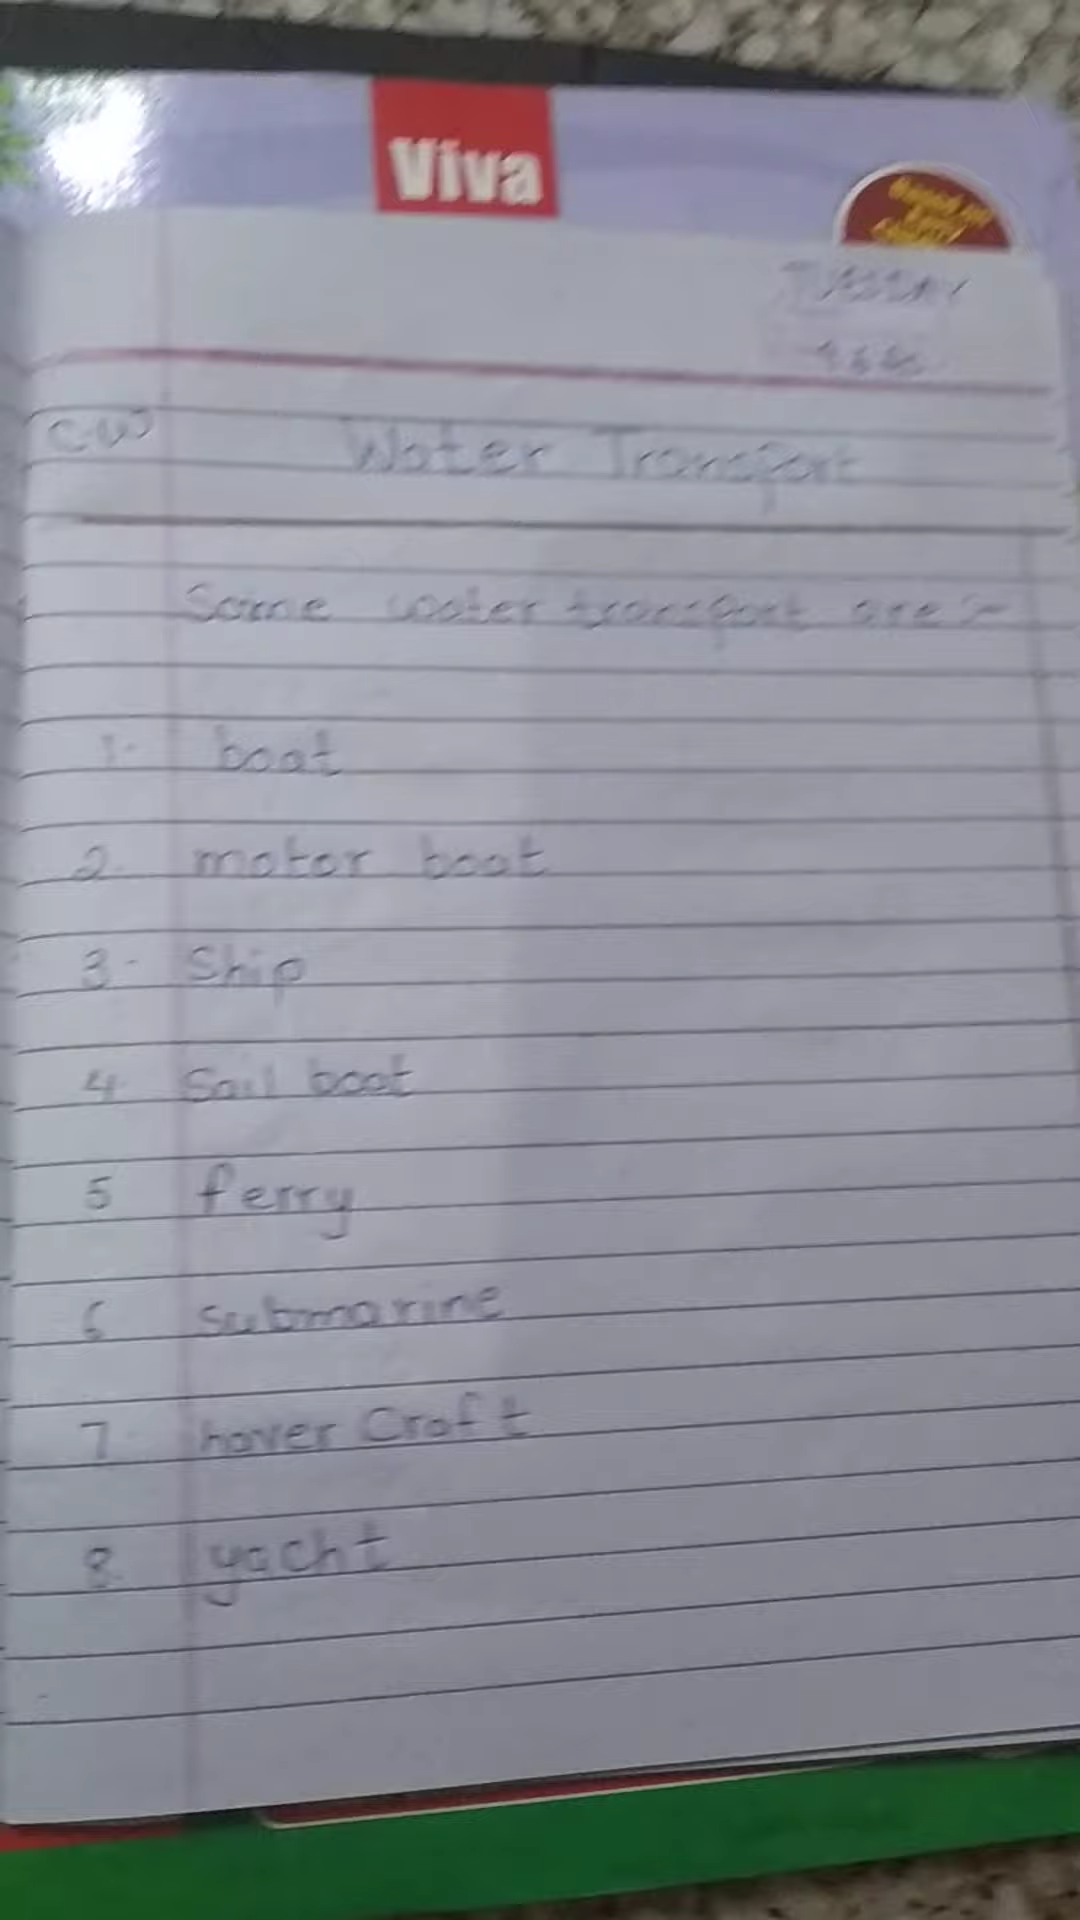 Viva
TUESDAY
C.W
Water Transport
Some water transport are :-
1. boat
2. motor boat
3. Ship
4. Sail boat
5 ferry
6 submarine
7 hover Craft
8. yacht